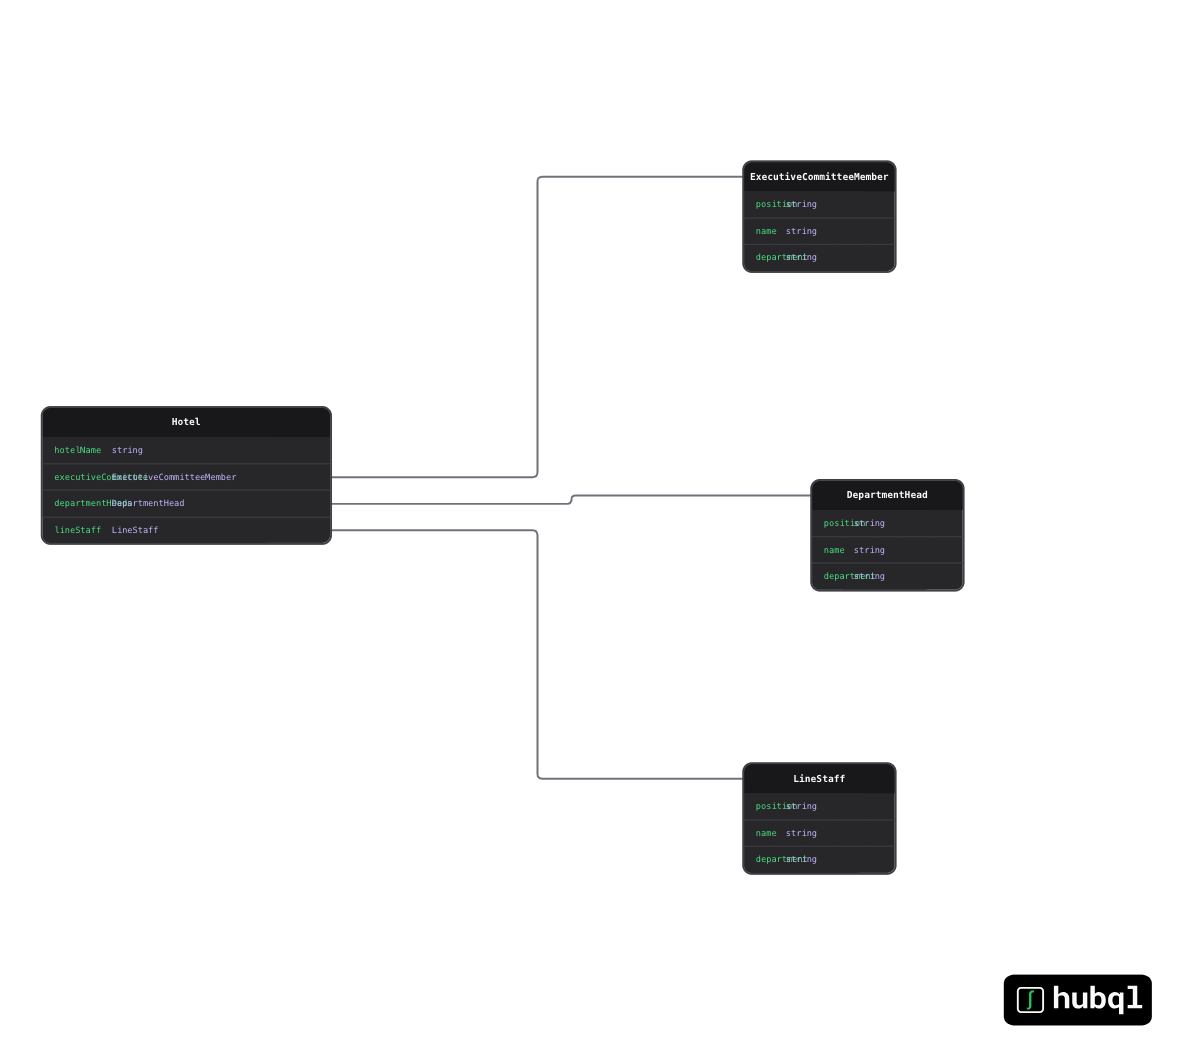 ExecutiveCommitteeMember
position string
name string
department string
Hotel
hotelName string
executiveCommittee ExecutiveCommitteeMember
departmentHeads DepartmentHead
lineStaff LineStaff
DepartmentHead
position string
name string
department string
LineStaff
position string
name string
department string
hubql